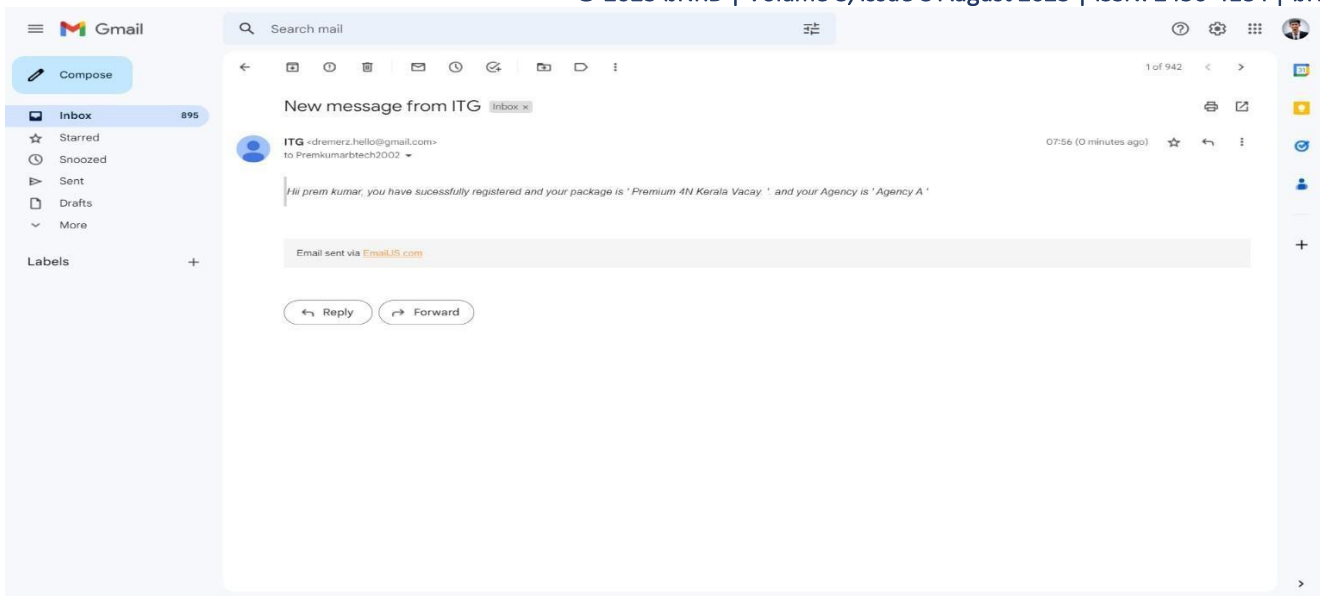 Gmail
Search mail
Compose
1 of 942
New message from ITG Inbox ×
Inbox 895
Starred
ITG <dremerz.hello@gmail.com>
07:56 (0 minutes ago)
to Premkumarbtech2002
Snoozed
Sent
Hii prem kumar, you have sucessfully registered and your package is ' Premium 4N Kerala Vacay ' and your Agency is ' Agency A '
Drafts
More
Email sent via EmailJS.com
Labels
Reply Forward